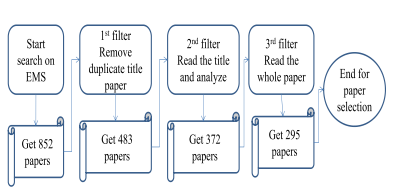 Start
search on
EMS
1st filter
Remove
duplicate title
paper
2nd filter
Read the title
and analyze
3rd filter
Read the
whole paper
End for
paper
selection
Get 852
papers
Get 483
papers
Get 372
papers
Get 295
papers